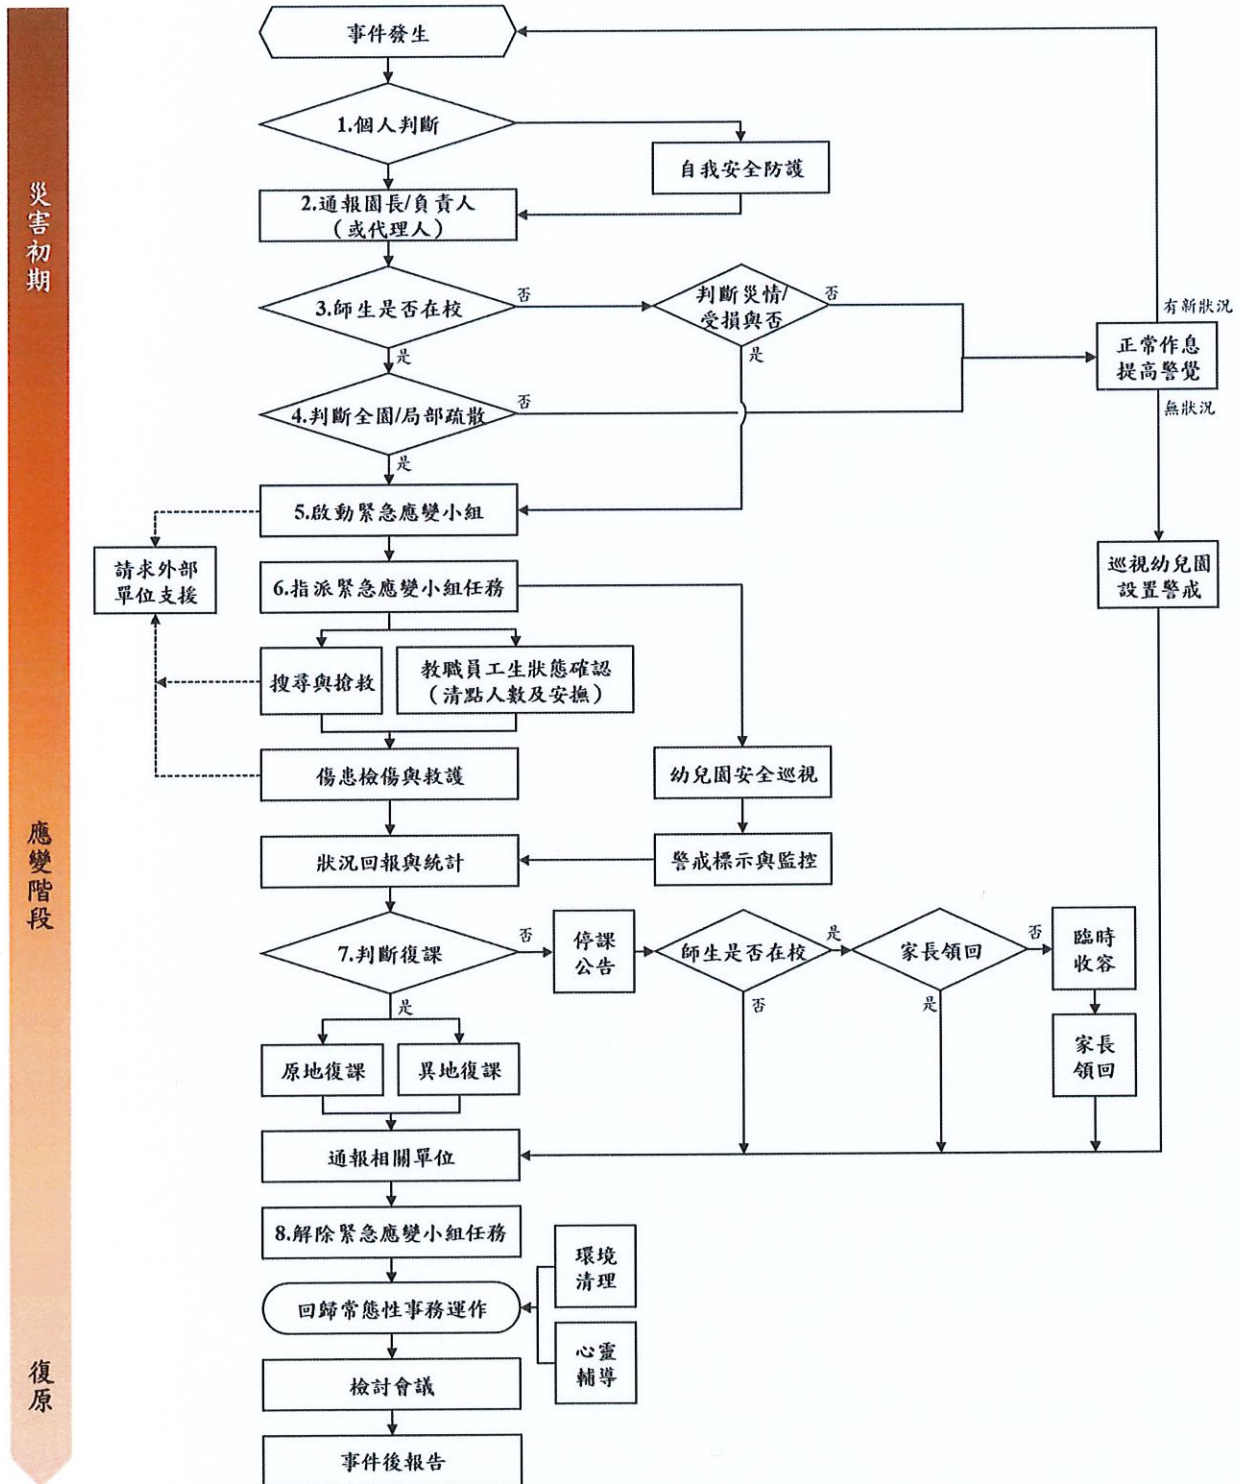 災害初期
應變階段
復原
事件發生
1.個人判斷
自我安全防護
2.通報園長/負責人
（或代理人）
3.師生是否在校
否
是
判斷災情/
受損與否
否
是
有新狀況
正常作息
提高警覺
無狀況
4.判斷全園/局部疏散
否
是
5.啟動緊急應變小組
請求外部
單位支援
6.指派緊急應變小組任務
巡視幼兒園
設置警戒
搜尋與搶救
教職員工生狀態確認
（清點人數及安撫）
傷患檢傷與救護
幼兒園安全巡視
狀況回報與統計
警戒標示與監控
7.判斷復課
否
是
停課
公告
師生是否在校
是
否
家長領回
否
是
臨時
收容
家長
領回
原地復課
異地復課
通報相關單位
8.解除緊急應變小組任務
環境
清理
回歸常態性事務運作
心靈
輔導
檢討會議
事件後報告